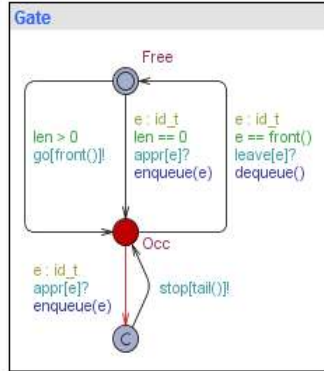 Gate
Free
len > 0
go[front()]!
e : id_t
len == 0
appr[e]?
enqueue(e)
e : id_t
e == front()
leave[e]?
dequeue()
Occ
e : id_t
appr[e]?
enqueue(e)
stop[tail()]!
C